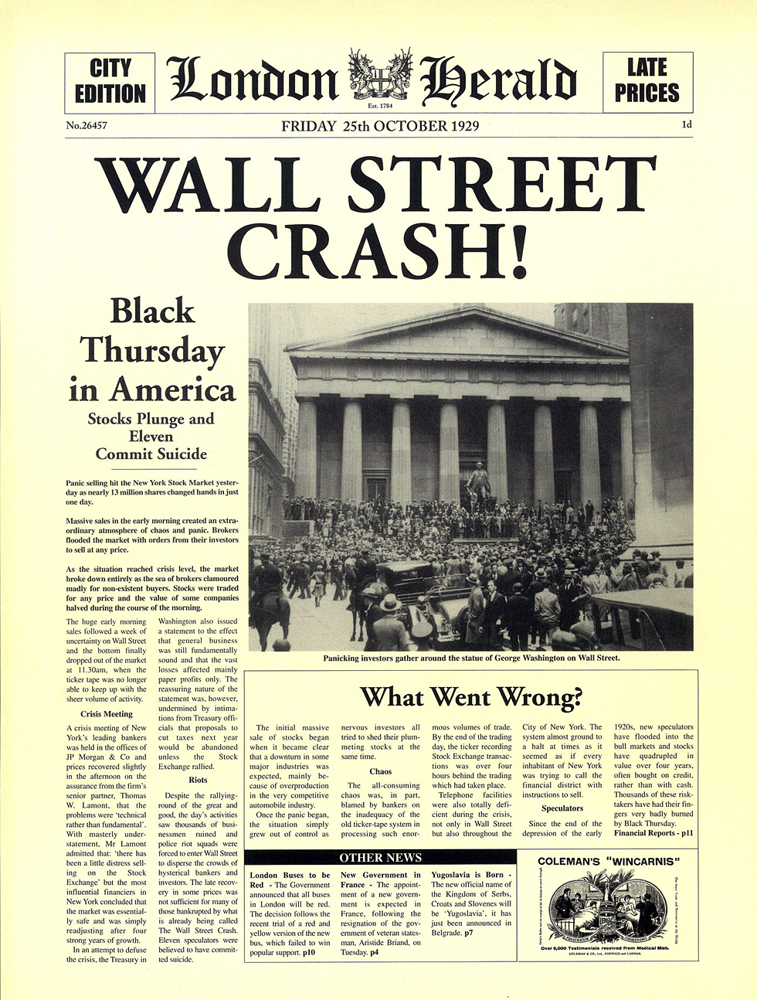 CITY
EDITION
London Herald
Est. 1784
LATE
PRICES
No.26457
FRIDAY 25th OCTOBER 1929
1d
WALL STREET
CRASH!
Black
Thursday
in America
Stocks Plunge and
Eleven
Commit Suicide
Panic selling hit the New York Stock Market yester-
day as nearly 13 million shares changed hands in just
one day.
Massive sales in the early morning created an extra-
ordinary atmosphere of chaos and panic. Brokers
flooded the market with orders from their investors
to sell at any price.
As the situation reached crisis level, the market
broke down entirely as the sea of brokers clamoured
madly for non-existent buyers. Stocks were traded
for any price and the value of some companies
halved during the course of the morning.
The huge early morning
sales followed a week of
uncertainty on Wall Street
and the bottom finally
dropped out of the market
at 11.30am, when the
ticker tape was no longer
able to keep up with the
sheer volume of activity.
Crisis Meeting
A crisis meeting of New
York's leading bankers
was held in the offices of
JP Morgan & Co and
prices recovered slightly
in the afternoon on the
assurance from the firm's
senior partner, Thomas
W. Lamont, that the
problems were 'technical
rather than fundamental'.
With masterly under-
statement, Mr Lamont
admitted that: 'there has
been a little distress sell-
ing on the Stock
Exchange' but the most
influential financiers in
New York concluded that
the market was essential-
ly safe and was simply
readjusting after four
strong years of growth.
In an attempt to defuse
the crisis, the Treasury in
Washington also issued
a statement to the effect
that general business
was still fundamentally
sound and that the vast
losses affected mainly
paper profits only. The
reassuring nature of the
statement was, however,
undermined by intima-
tions from Treasury offi-
cials that proposals to
cut taxes next year
would be abandoned
unless the Stock
Exchange rallied.
Riots
Despite the rallying-
round of the great and
good, the day's activities
saw thousands of busi-
nessmen ruined and
police riot squads were
forced to enter Wall Street
to disperse the crowds of
hysterical bankers and
investors. The late recov-
ery in some prices was
not sufficient for many of
those bankrupted by what
is already being called
The Wall Street Crash.
Eleven speculators were
believed to have commit-
ted suicide.
Panicking investors gather around the statue of George Washington on Wall Street.
What Went Wrong?
The initial massive
sale of stocks began
when it became clear
that a downturn in some
major industries was
expected, mainly be-
cause of overproduction
in the very competitive
automobile industry.
Once the panic began,
the situation simply
grew out of control as
nervous investors all
tried to shed their plum-
meting stocks at the
same time.
Chaos
The all-consuming
chaos was, in part,
blamed by bankers on
the inadequacy of the
old ticker-tape system in
processing such enor-
mous volumes of trade.
By the end of the trading
day, the ticker recording
Stock Exchange transac-
tions was over four
hours behind the trading
which had taken place.
Telephone facilities
were also totally defi-
cient during the crisis,
not only in Wall Street
but also throughout the
City of New York. The
system almost ground to
a halt at times as it
seemed as if every
inhabitant of New York
was trying to call the
financial district with
instructions to sell.
Speculators
Since the end of the
depression of the early
1920s, new speculators
have flooded into the
bull markets and stocks
have quadrupled in
value over four years,
often bought on credit,
rather than with cash.
Thousands of these risk-
takers have had their fin-
gers very badly burned
by Black Thursday.
Financial Reports - p11
OTHER NEWS
London Buses to be
Red - The Government
announced that all buses
in London will be red.
The decision follows the
recent trial of a red and
yellow version of the new
bus, which failed to win
popular support. p10
New Government in
France - The appoint-
ment of a new govern-
ment is expected in
France, following the
resignation of the gov-
ernment of veteran states-
man, Aristide Briand, on
Tuesday. p4
Yugoslavia is Born -
The new official name of
the Kingdom of Serbs,
Croats and Slovenes will
be 'Yugoslavia', it has
just been announced in
Belgrade. p7
COLEMAN'S "WINCARNIS"
Over 6,000 Testimonials received from Medical Men.
COLEMAN & CO, Ltd., NORWICH and LONDON.